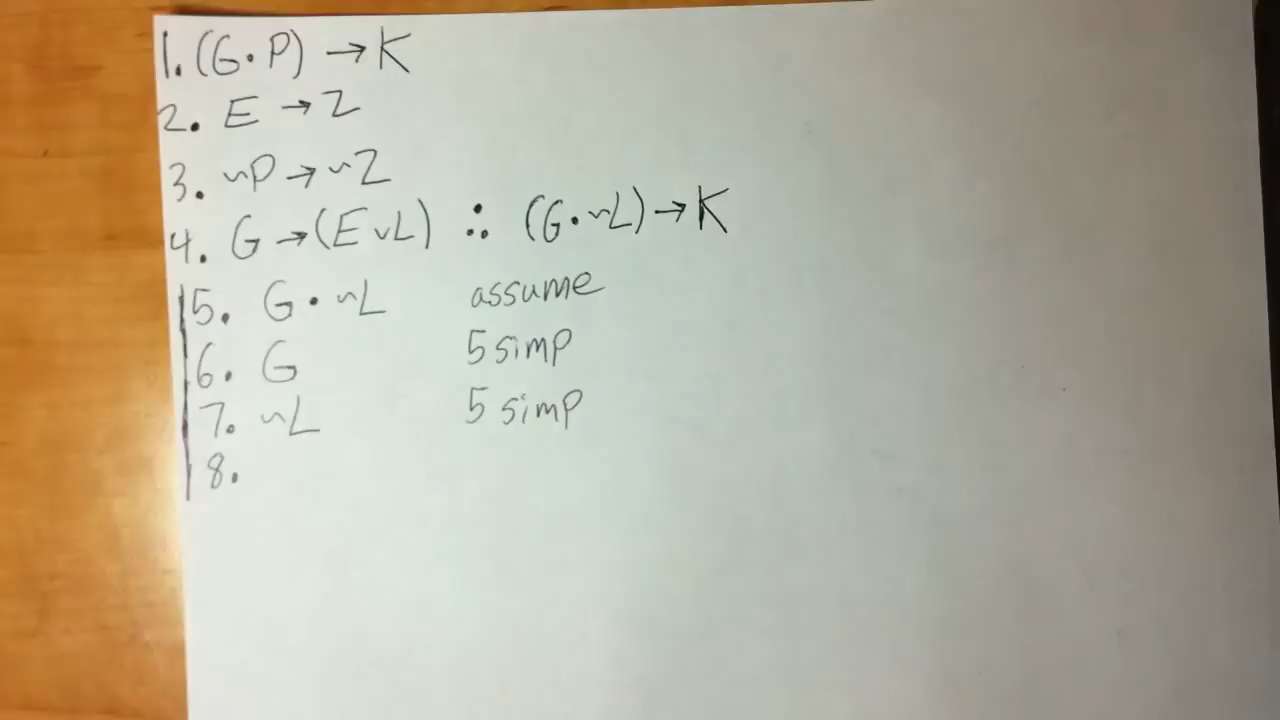 1. (G • P) → K
2. E → Z
3. ~P → ~Z
4. G → (E v L) ∴ (G • ~L) → K
5. G • ~L assume
6. G 5 simp
7. ~L 5 simp
8.